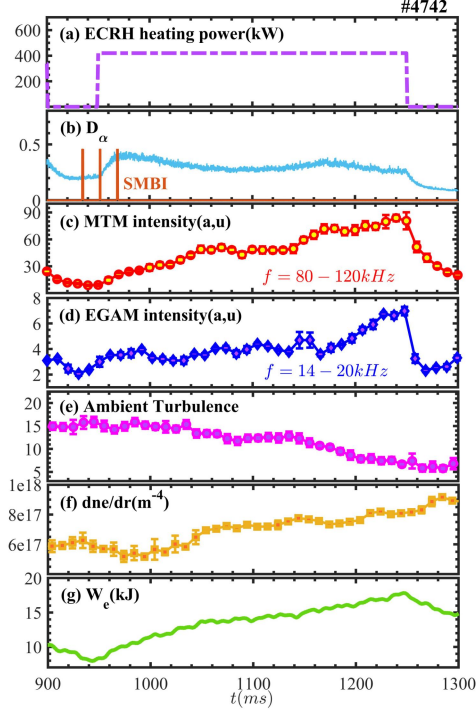 #4742
(a) ECRH heating power(kW)
600
400
200
0
(b) Dα
SMBI
0.5
0
(c) MTM intensity(a,u)
90
60
30
f = 80 − 120kHz
(d) EGAM intensity(a,u)
8
6
4
2
f = 14 − 20kHz
(e) Ambient Turbulence
20
15
10
5
(f) dne/dr(m-4)
1e18
8e17
6e17
(g) We(kJ)
20
15
10
900 1000 1100 1200 1300
t(ms)